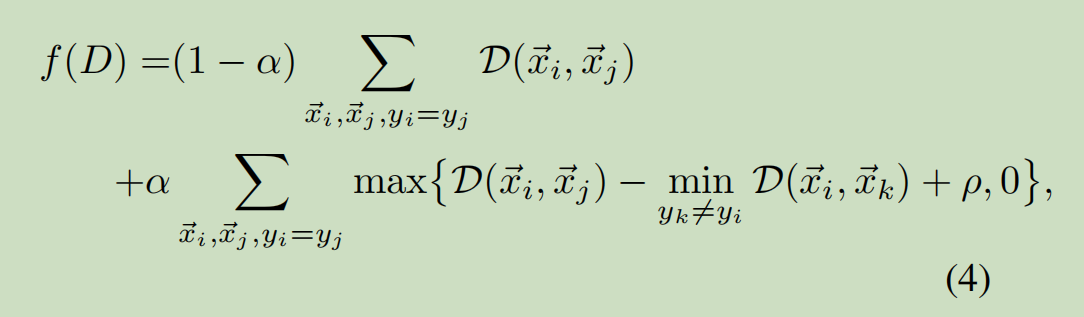 f(D) =(1 − α) ∑_{x⃗_i,x⃗_j,y_i=y_j} 𝒟(x⃗_i, x⃗_j)
+α ∑_{x⃗_i,x⃗_j,y_i=y_j} max{𝒟(x⃗_i, x⃗_j) − min_{y_k≠y_i} 𝒟(x⃗_i, x⃗_k) + ρ, 0},
(4)